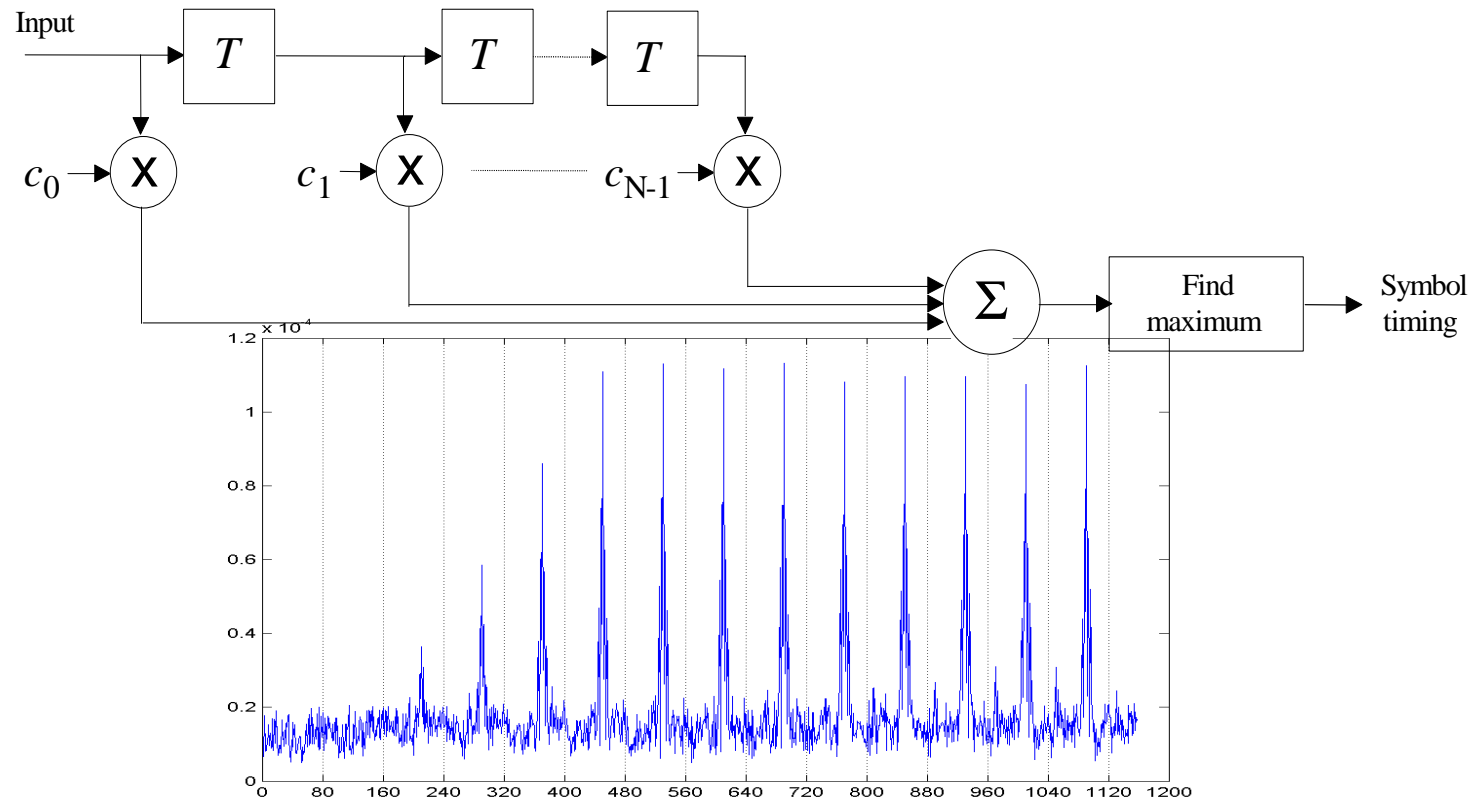 Input
T T T
c0 X c1 X cN-1 X
Σ
Find
maximum
Symbol
timing
x 10-4
1.2
1
0.8
0.6
0.4
0.2
0
0 80 160 240 320 400 480 560 640 720 800 880 960 1040 1120 1200